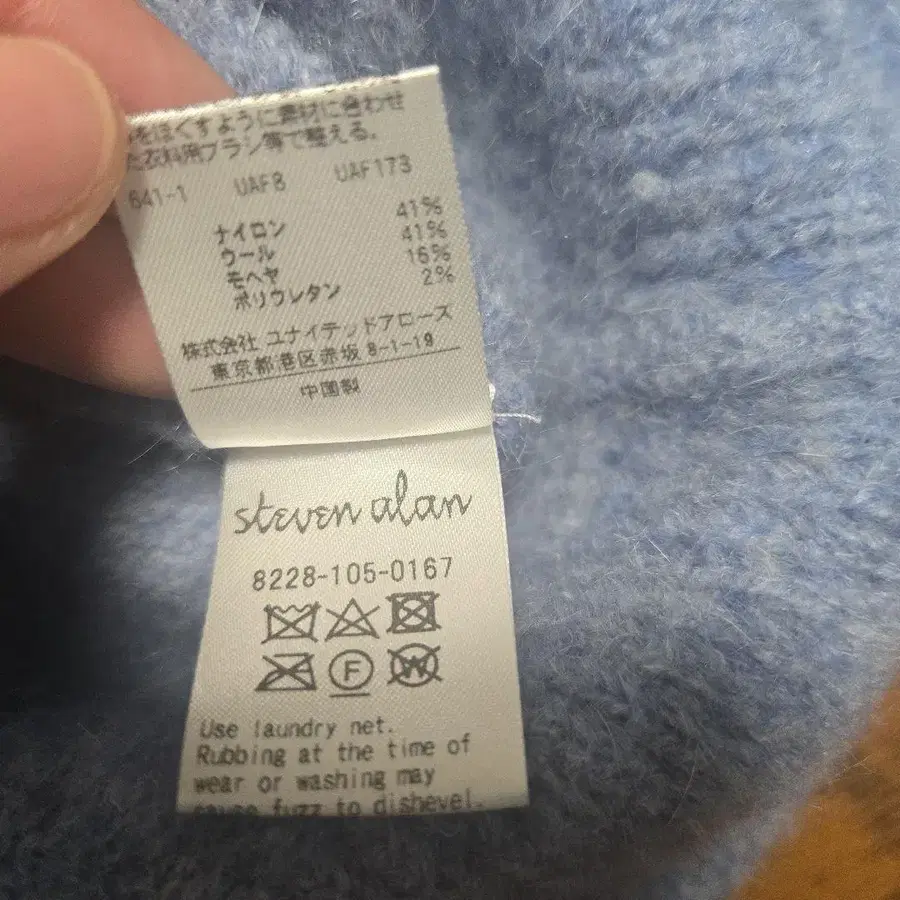 をほぐすように素材に合わせ
た衣料用ブラシ等で整える。
641-1 UAF8 UAF173
ナイロン 41%
ウール 41%
モヘヤ 16%
ポリウレタン 2%
株式会社 ユナイテッドアローズ
東京都港区赤坂 8-1-19
中国製
steven alan
8228-105-0167
F W
Use laundry net.
Rubbing at the time of
wear or washing may
cause fuzz to dishevel.